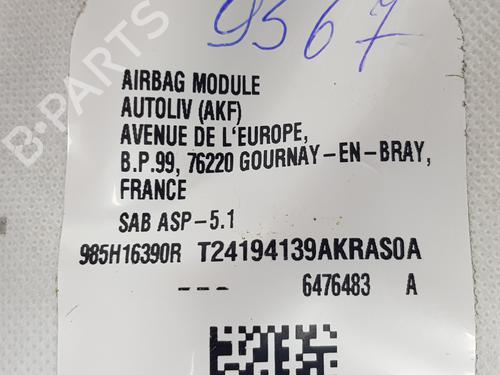 9567
AIRBAG MODULE
AUTOLIV (AKF)
AVENUE DE L'EUROPE,
B.P.99, 76220 GOURNAY-EN-BRAY,
FRANCE
SAB ASP-5.1
985H16390R T24194139AKRAS0A
6476483 A
B-PARTS